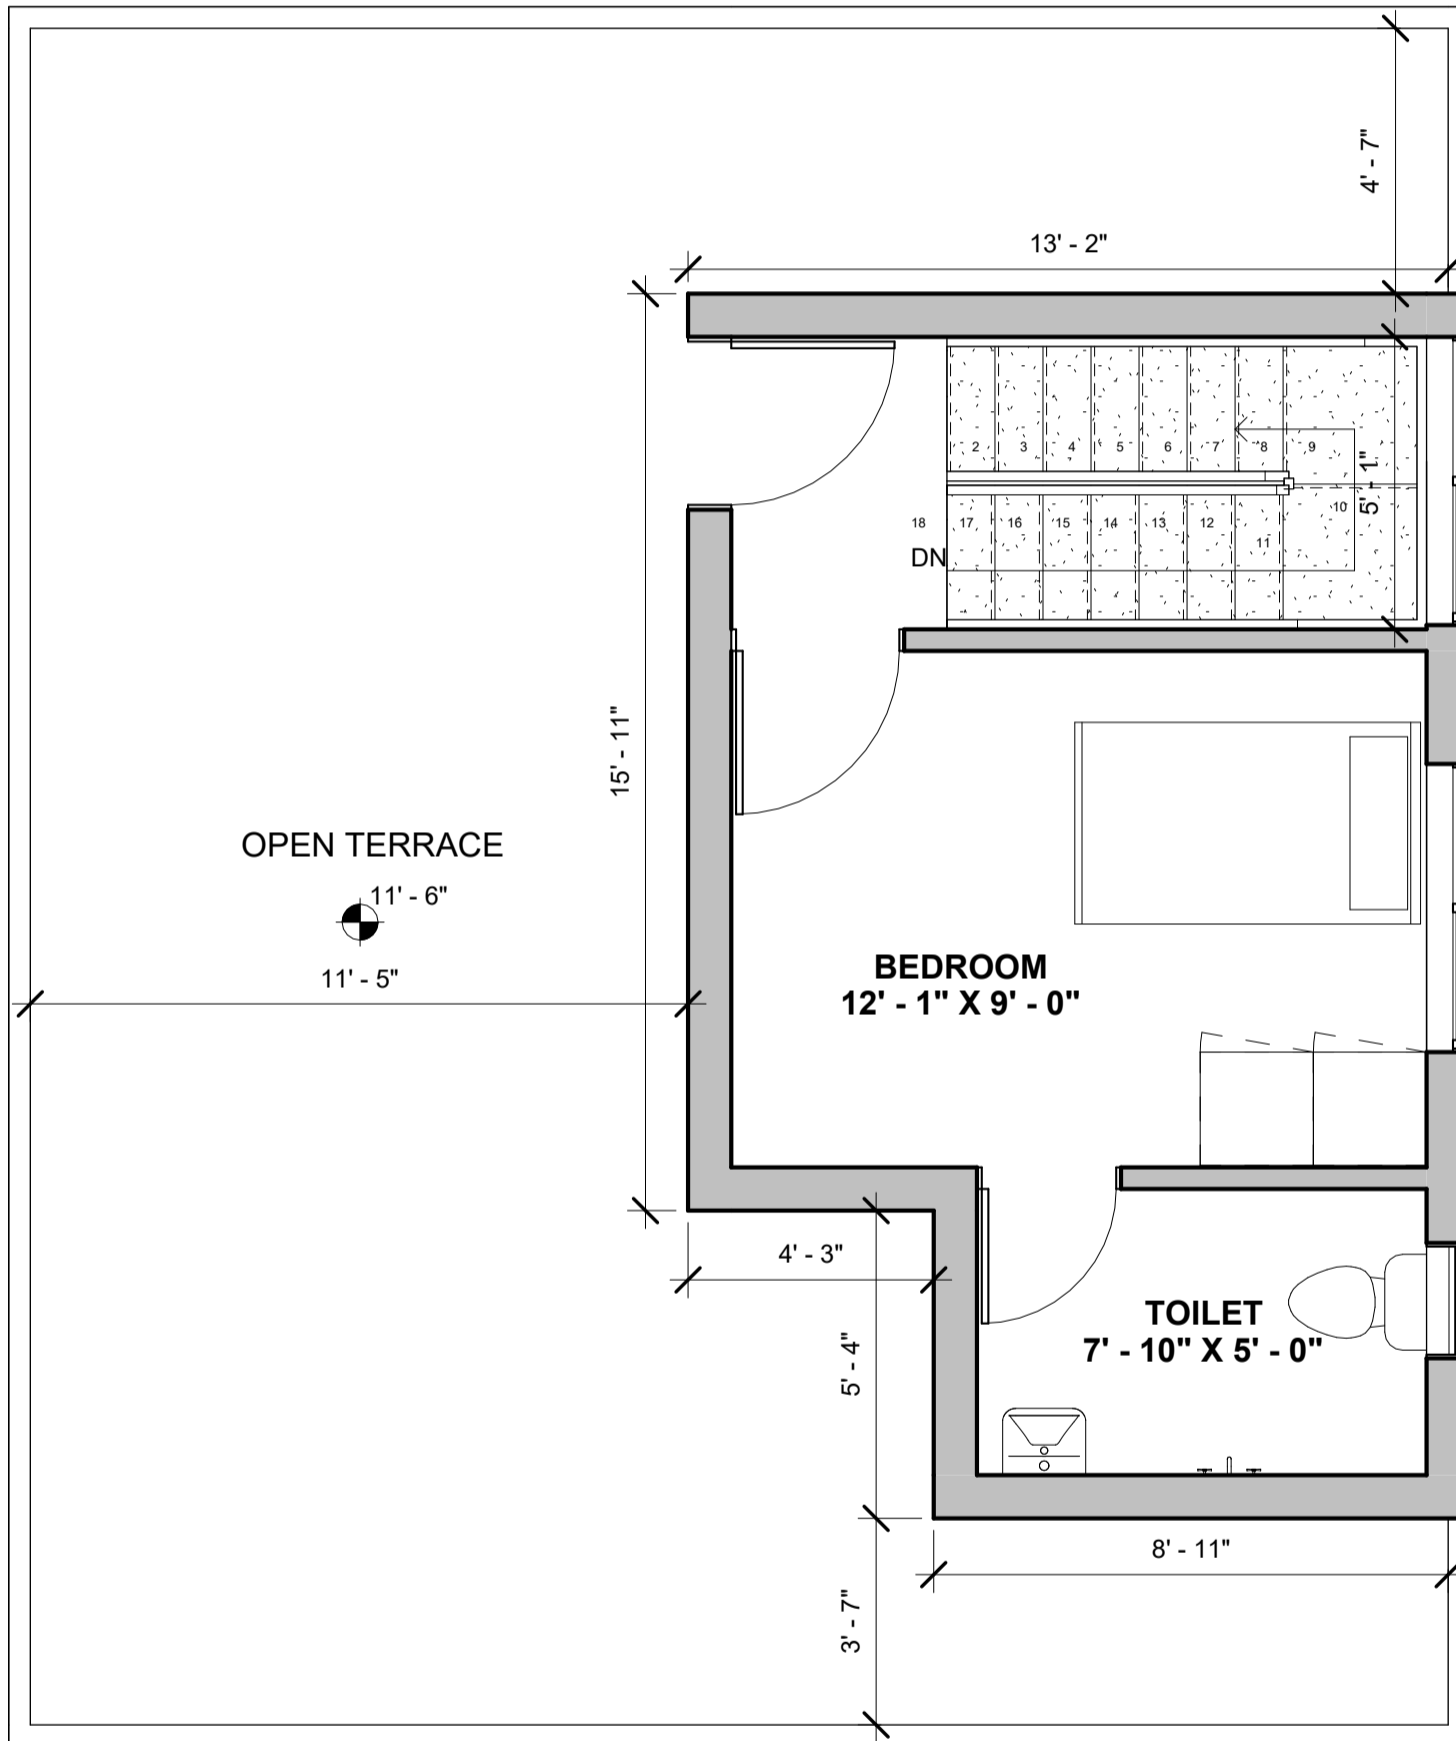 4' - 7"
13' - 2"
2 3 4 5 6 7 8 9
5' - 1"
10
18 17 16 15 14 13 12 11
DN
15' - 11"
OPEN TERRACE
11' - 6"
11' - 5"
BEDROOM
12' - 1" X 9' - 0"
4' - 3"
TOILET
7' - 10" X 5' - 0"
5' - 4"
8' - 11"
3' - 7"